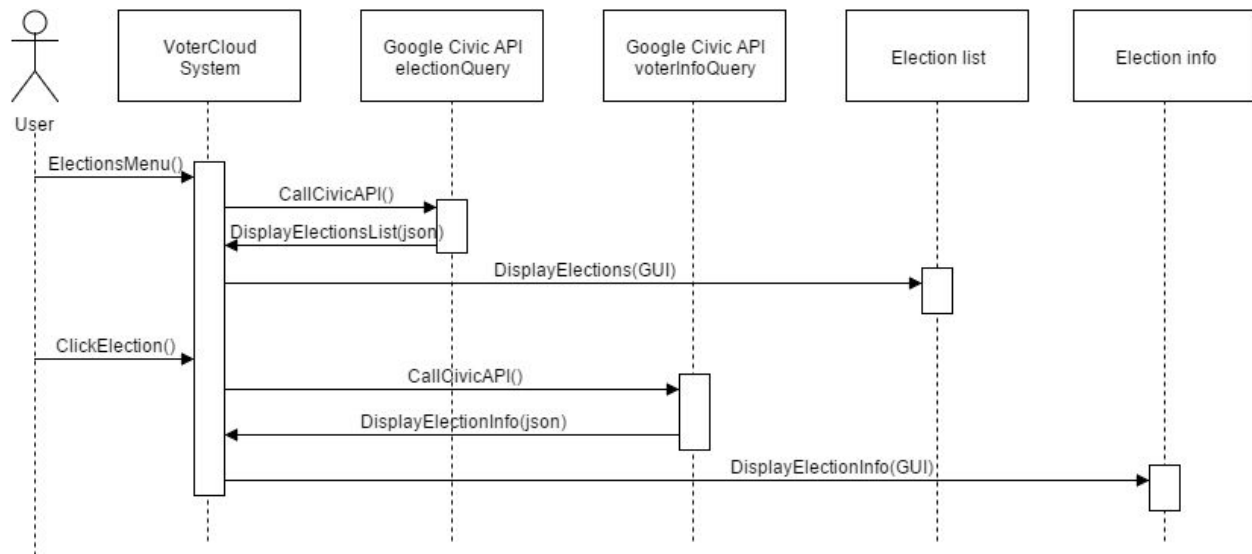 VoterCloud
System
Google Civic API
electionQuery
Google Civic API
voterInfoQuery
Election list
Election info
User
ElectionsMenu()
CallCivicAPI()
DisplayElectionsList(json)
DisplayElections(GUI)
ClickElection()
CallCivicAPI()
DisplayElectionInfo(json)
DisplayElectionInfo(GUI)